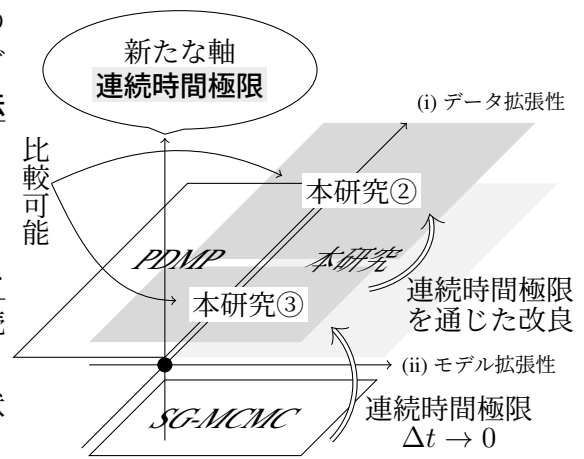 新たな軸
連続時間極限
(i) データ拡張性
比較可能
本研究②
PDMP
本研究
本研究③
連続時間極限
を通じた改良
(ii) モデル拡張性
SG-MCMC
連続時間極限
Δt → 0